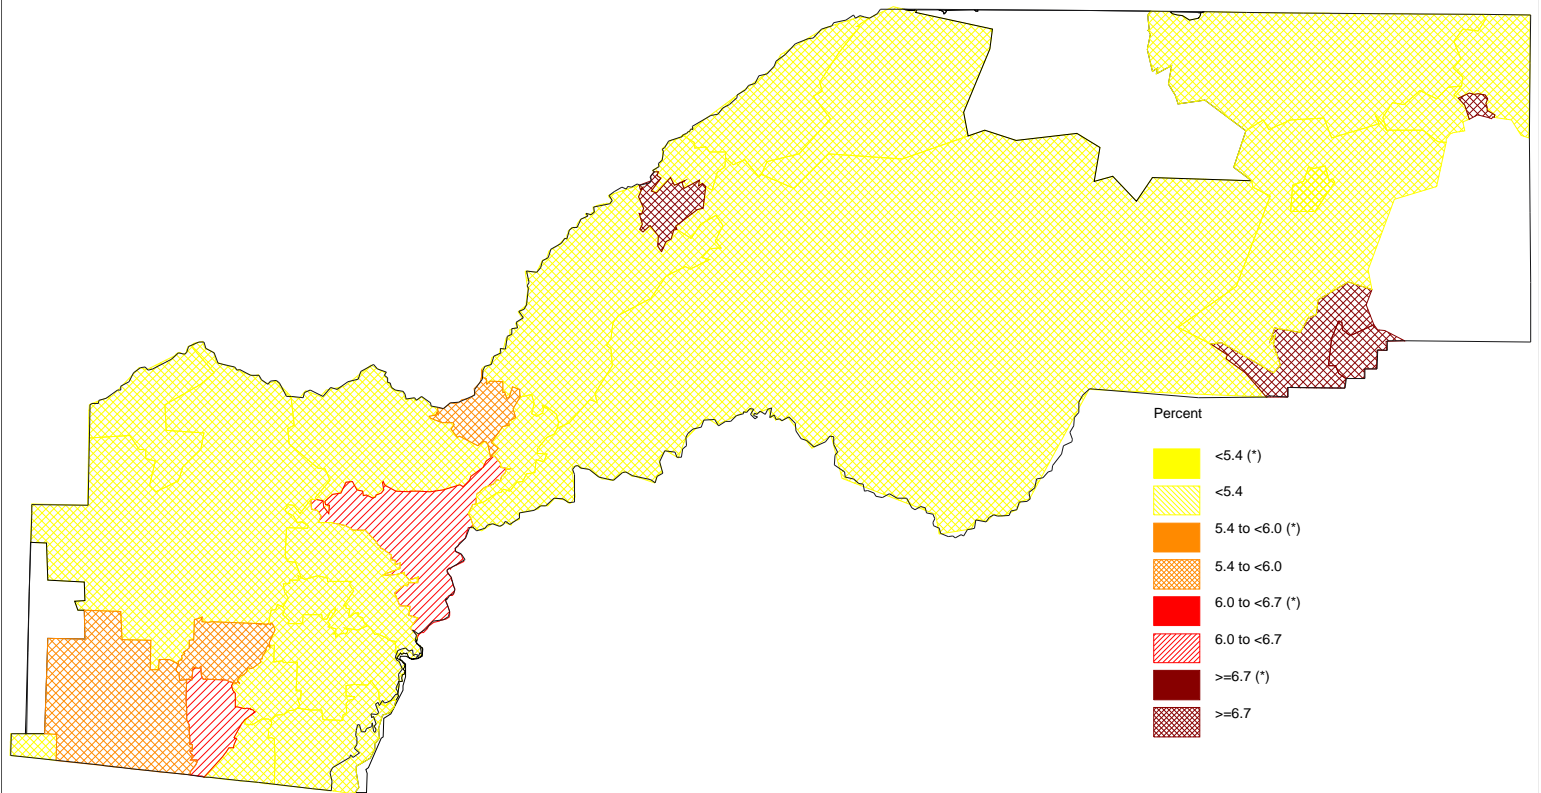 Percent
<5.4 (*)
<5.4
5.4 to <6.0 (*)
5.4 to <6.0
6.0 to <6.7 (*)
6.0 to <6.7
>=6.7 (*)
>=6.7